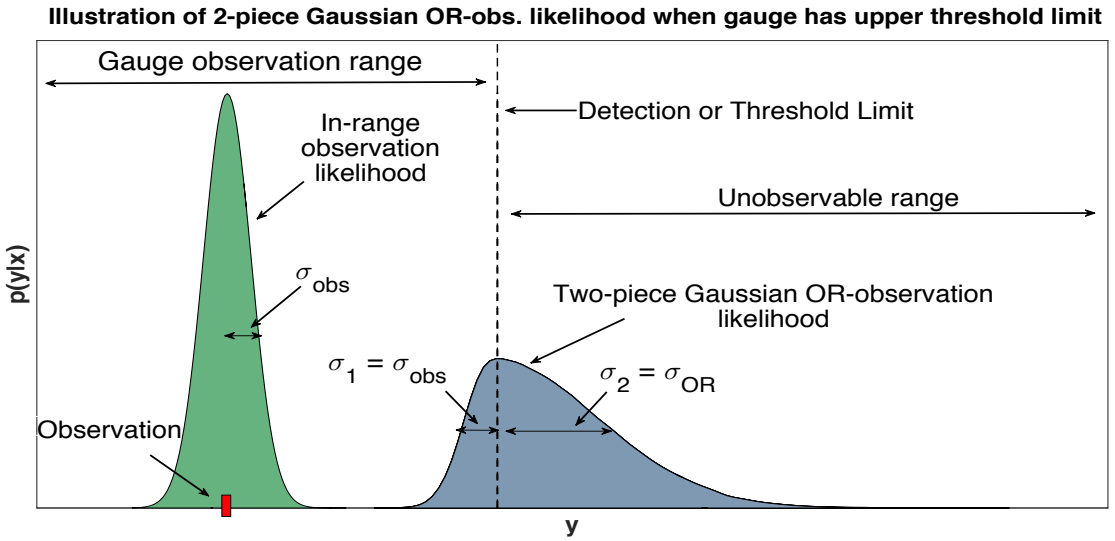 Illustration of 2-piece Gaussian OR-obs. likelihood when gauge has upper threshold limit
Gauge observation range
Detection or Threshold Limit
In-range
observation
likelihood
Unobservable range
p(y|x)
σobs
Two-piece Gaussian OR-observation
likelihood
σ1 = σobs
σ2 = σOR
Observation
y